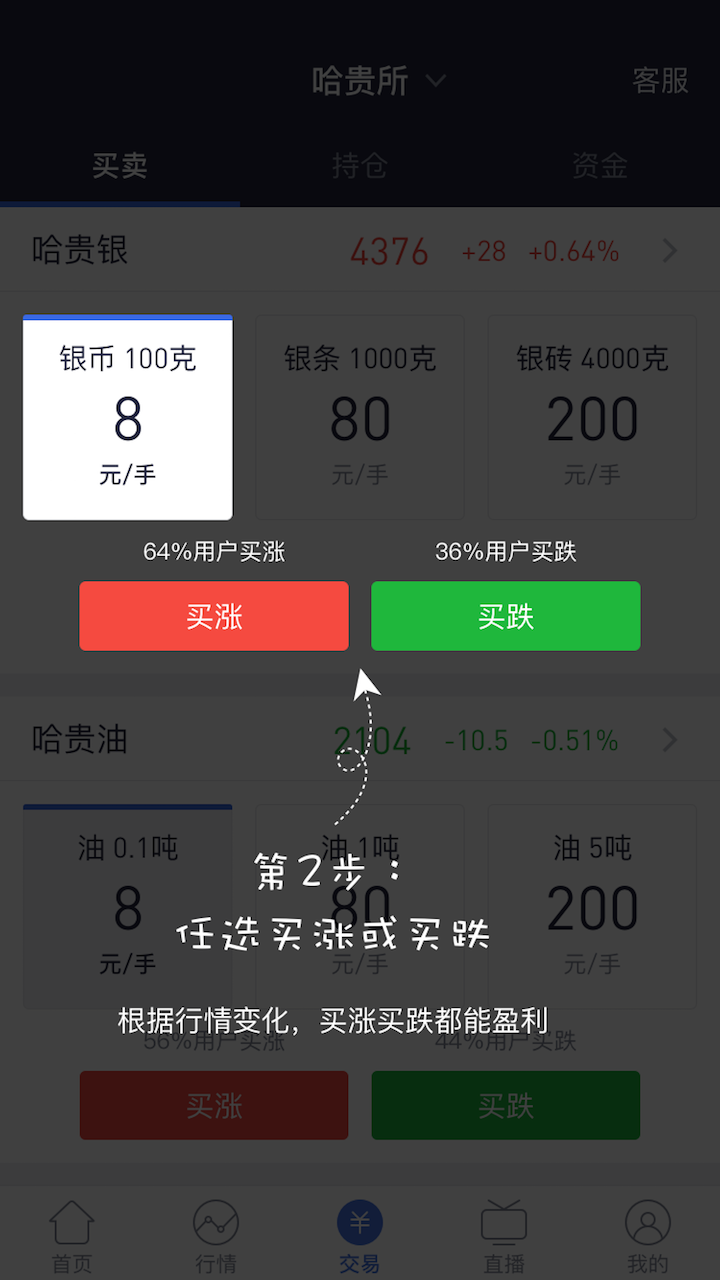 哈贵所 客服
买卖 持仓 资金
哈贵银 4376 +28 +0.64%
银币 100克 银条 1000克 银砖 4000克
8 80 200
元/手 元/手 元/手
64%用户买涨 36%用户买跌
买涨 买跌
哈贵油 2104 -10.5 -0.51%
油 0.1吨 油 1吨 油 5吨
第2步：
8 80 200
任选买涨或买跌
元/手 元/手 元/手
根据行情变化，买涨买跌都能盈利
56%用户买涨 44%用户买跌
买涨 买跌
¥
首页 行情 交易 直播 我的